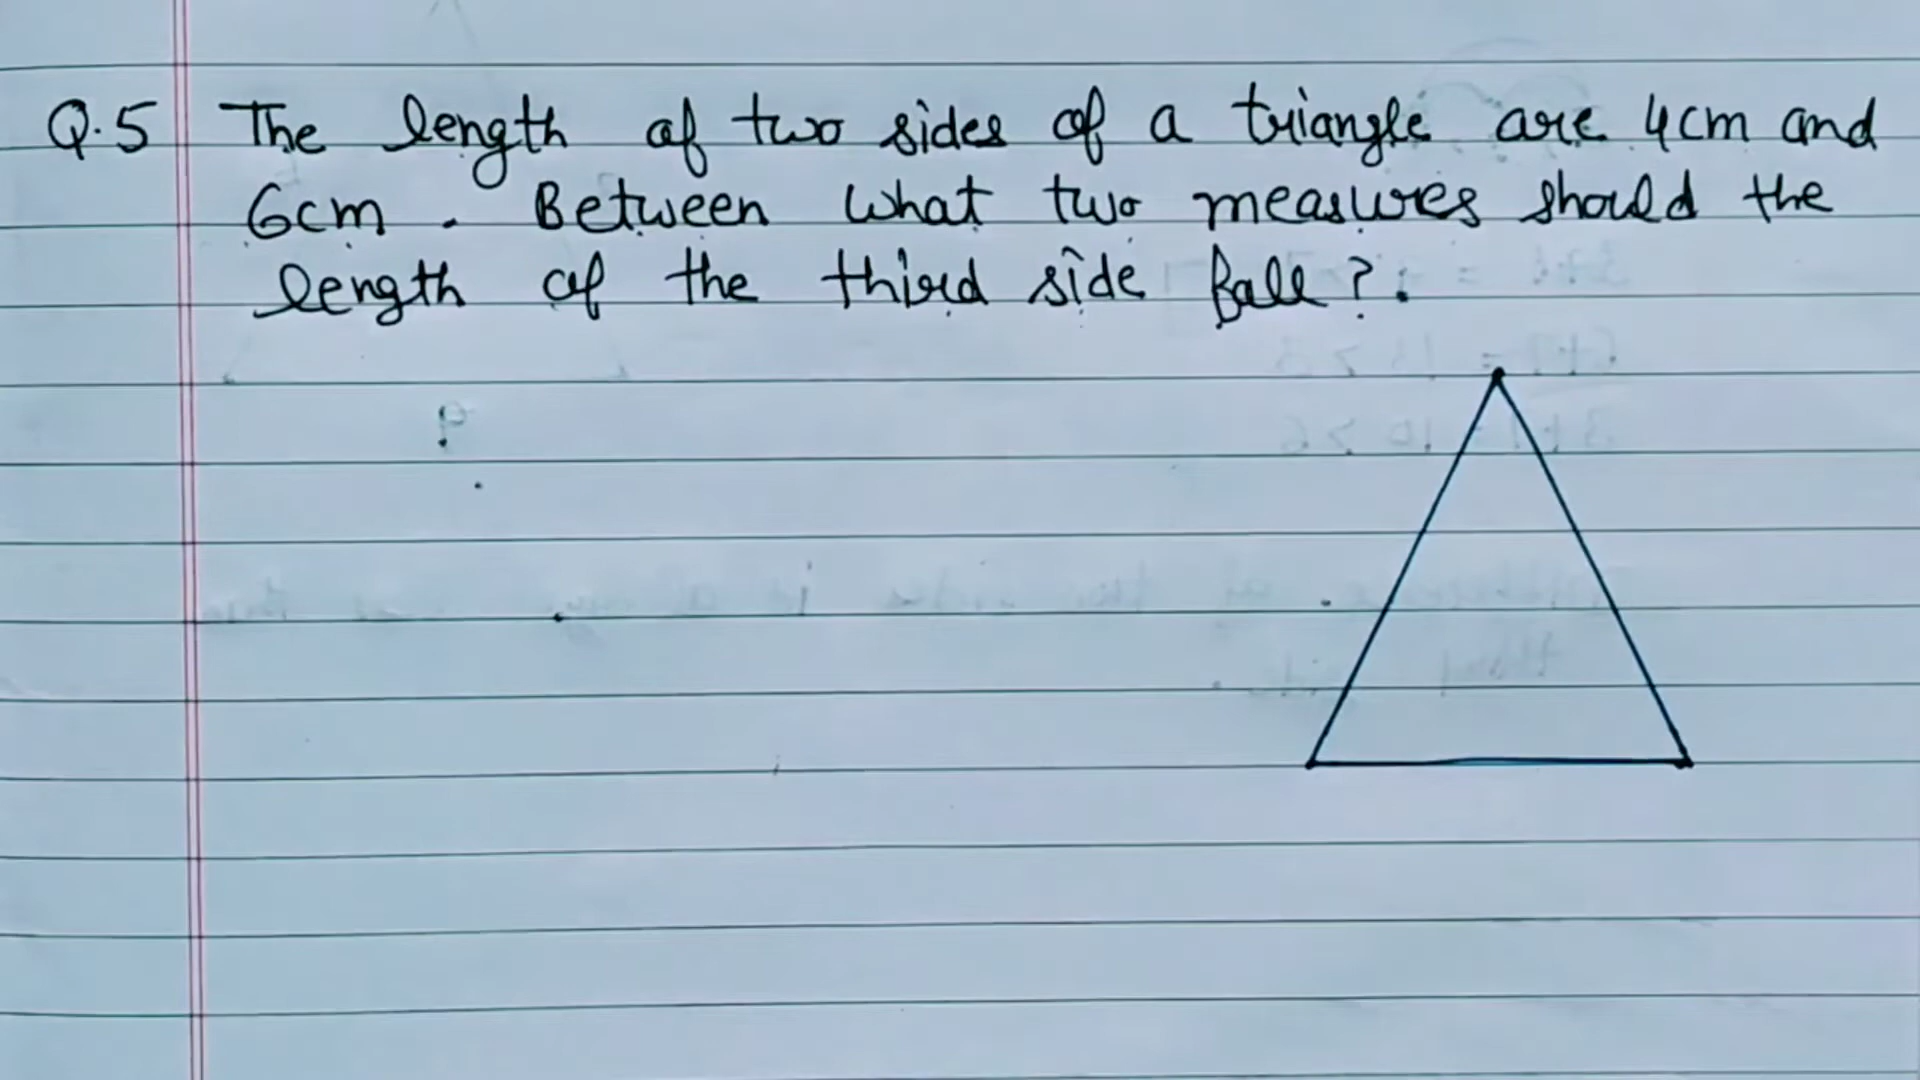 Q.5 The length of two sides of a triangle are 4cm and
6cm. Between what two measures should the
length of the third side fall?.